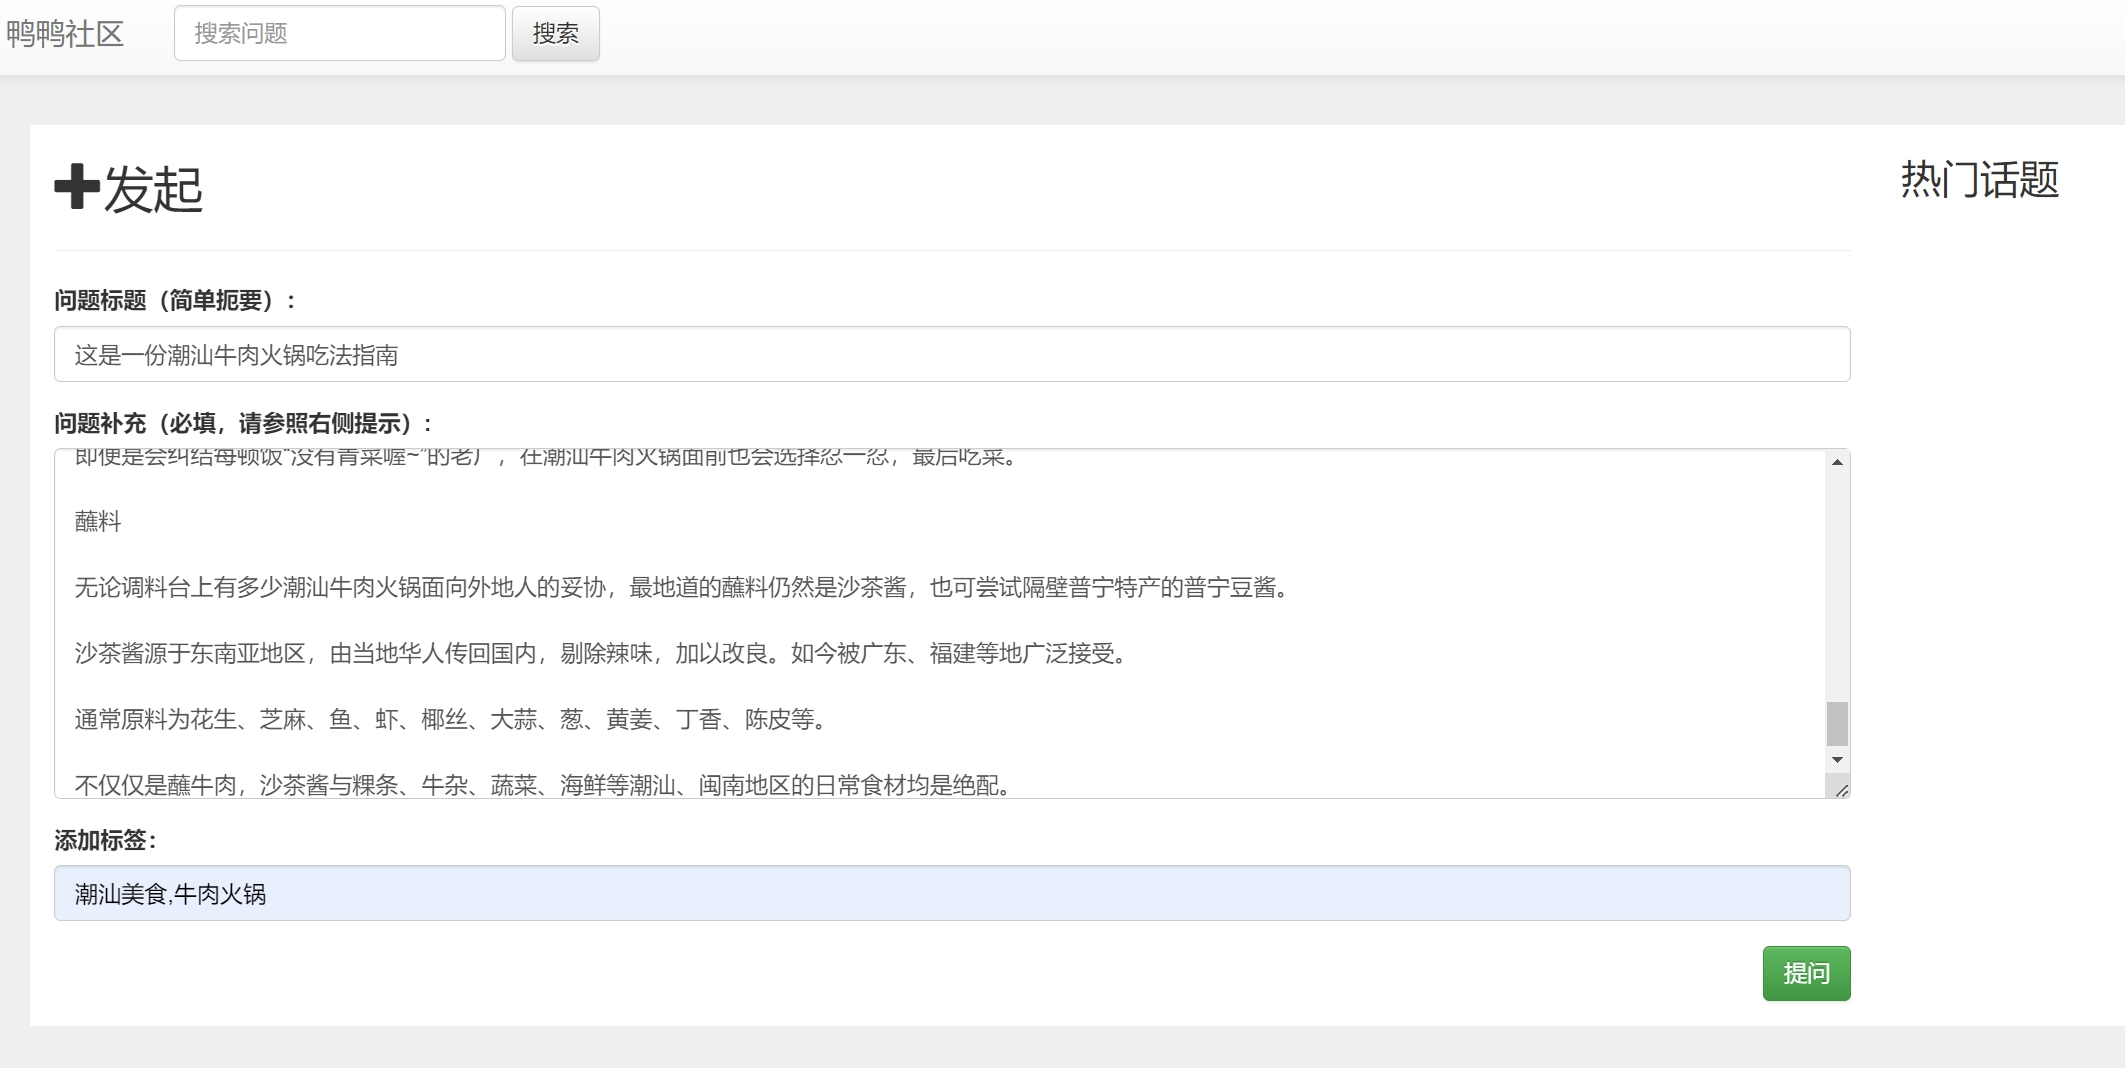 鸭鸭社区
搜索问题
搜索
发起
热门话题
问题标题（简单扼要）：
这是一份潮汕牛肉火锅吃法指南
问题补充（必填，请参照右侧提示）：
即便是会纠结每顿饭“没有青菜喔~”的老广，在潮汕牛肉火锅面前也会选择忍一忍，最后吃菜。
蘸料
无论调料台上有多少潮汕牛肉火锅面向外地人的妥协，最地道的蘸料仍然是沙茶酱，也可尝试隔壁普宁特产的普宁豆酱。
沙茶酱源于东南亚地区，由当地华人传回国内，剔除辣味，加以改良。如今被广东、福建等地广泛接受。
通常原料为花生、芝麻、鱼、虾、椰丝、大蒜、葱、黄姜、丁香、陈皮等。
不仅仅是蘸牛肉，沙茶酱与粿条、牛杂、蔬菜、海鲜等潮汕、闽南地区的日常食材均是绝配。
添加标签：
潮汕美食,牛肉火锅
提问